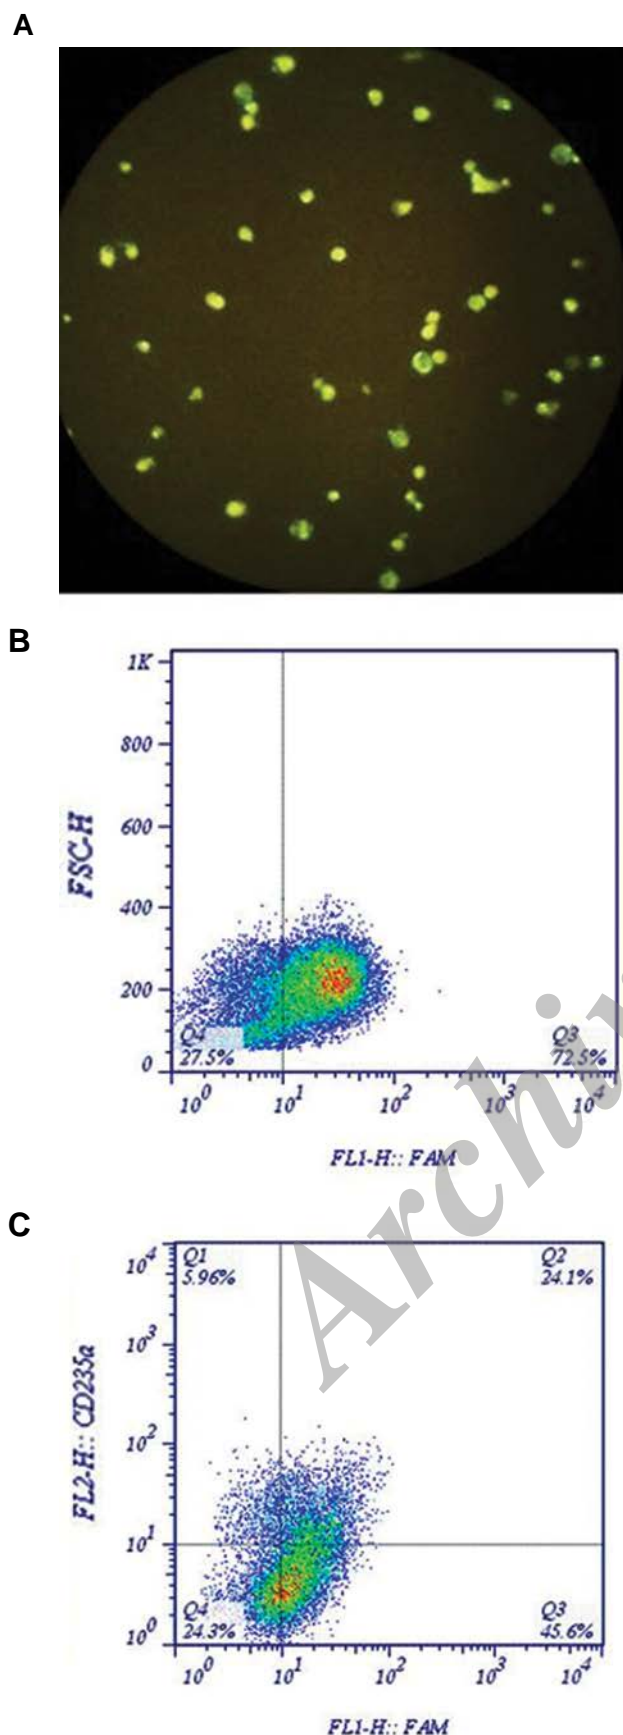 A
B
1K
800
600
400
200
0
FSC-H
Q4
27.5%
Q3
72.5%
10^0
10^1
10^2
10^3
10^4
FL1-H:: FAM
C
10^4
10^3
10^2
10^1
10^0
FL2-H:: CD235a
Q1
5.96%
Q2
24.1%
Q4
24.3%
Q3
45.6%
10^0
10^1
10^2
10^3
10^4
FL1-H:: FAM
Archiv